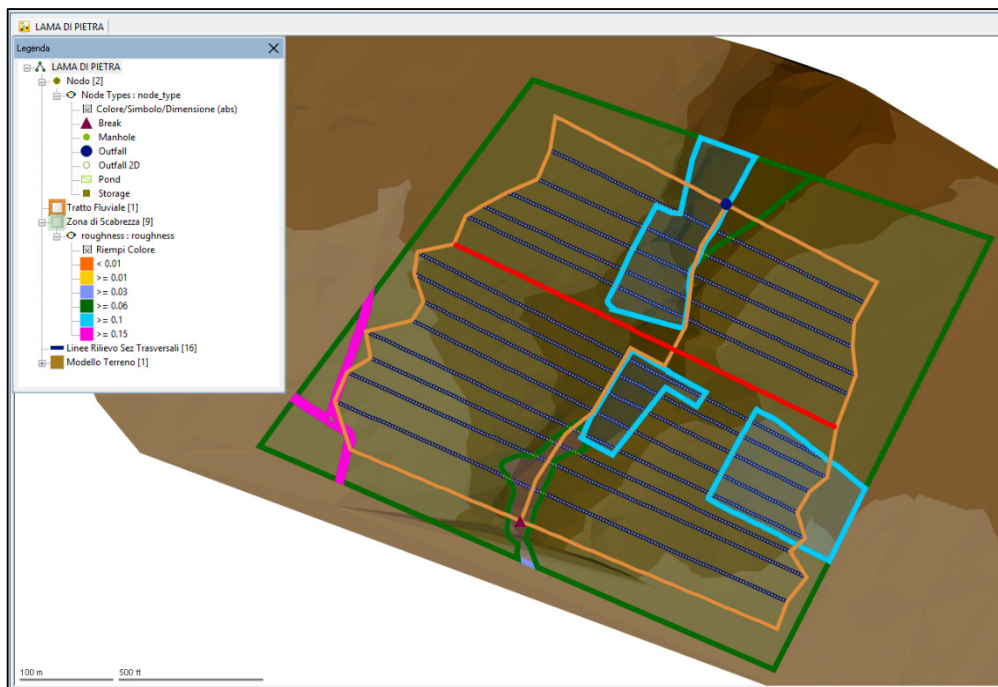 LAMA DI PIETRA
Legenda
LAMA DI PIETRA
Nodo [2]
Node Types : node_type
Colore/Simbolo/Dimensione (abs)
Break
Manhole
Outfall
Outfall 2D
Pond
Storage
Tratto Fluviale [1]
Zona di Scabrezza [9]
roughness : roughness
Riempi Colore
< 0.01
>= 0.01
>= 0.03
>= 0.06
>= 0.1
>= 0.15
Linee Rilievo Sez Trasversali [16]
Modello Terreno [1]
100 m 500 ft